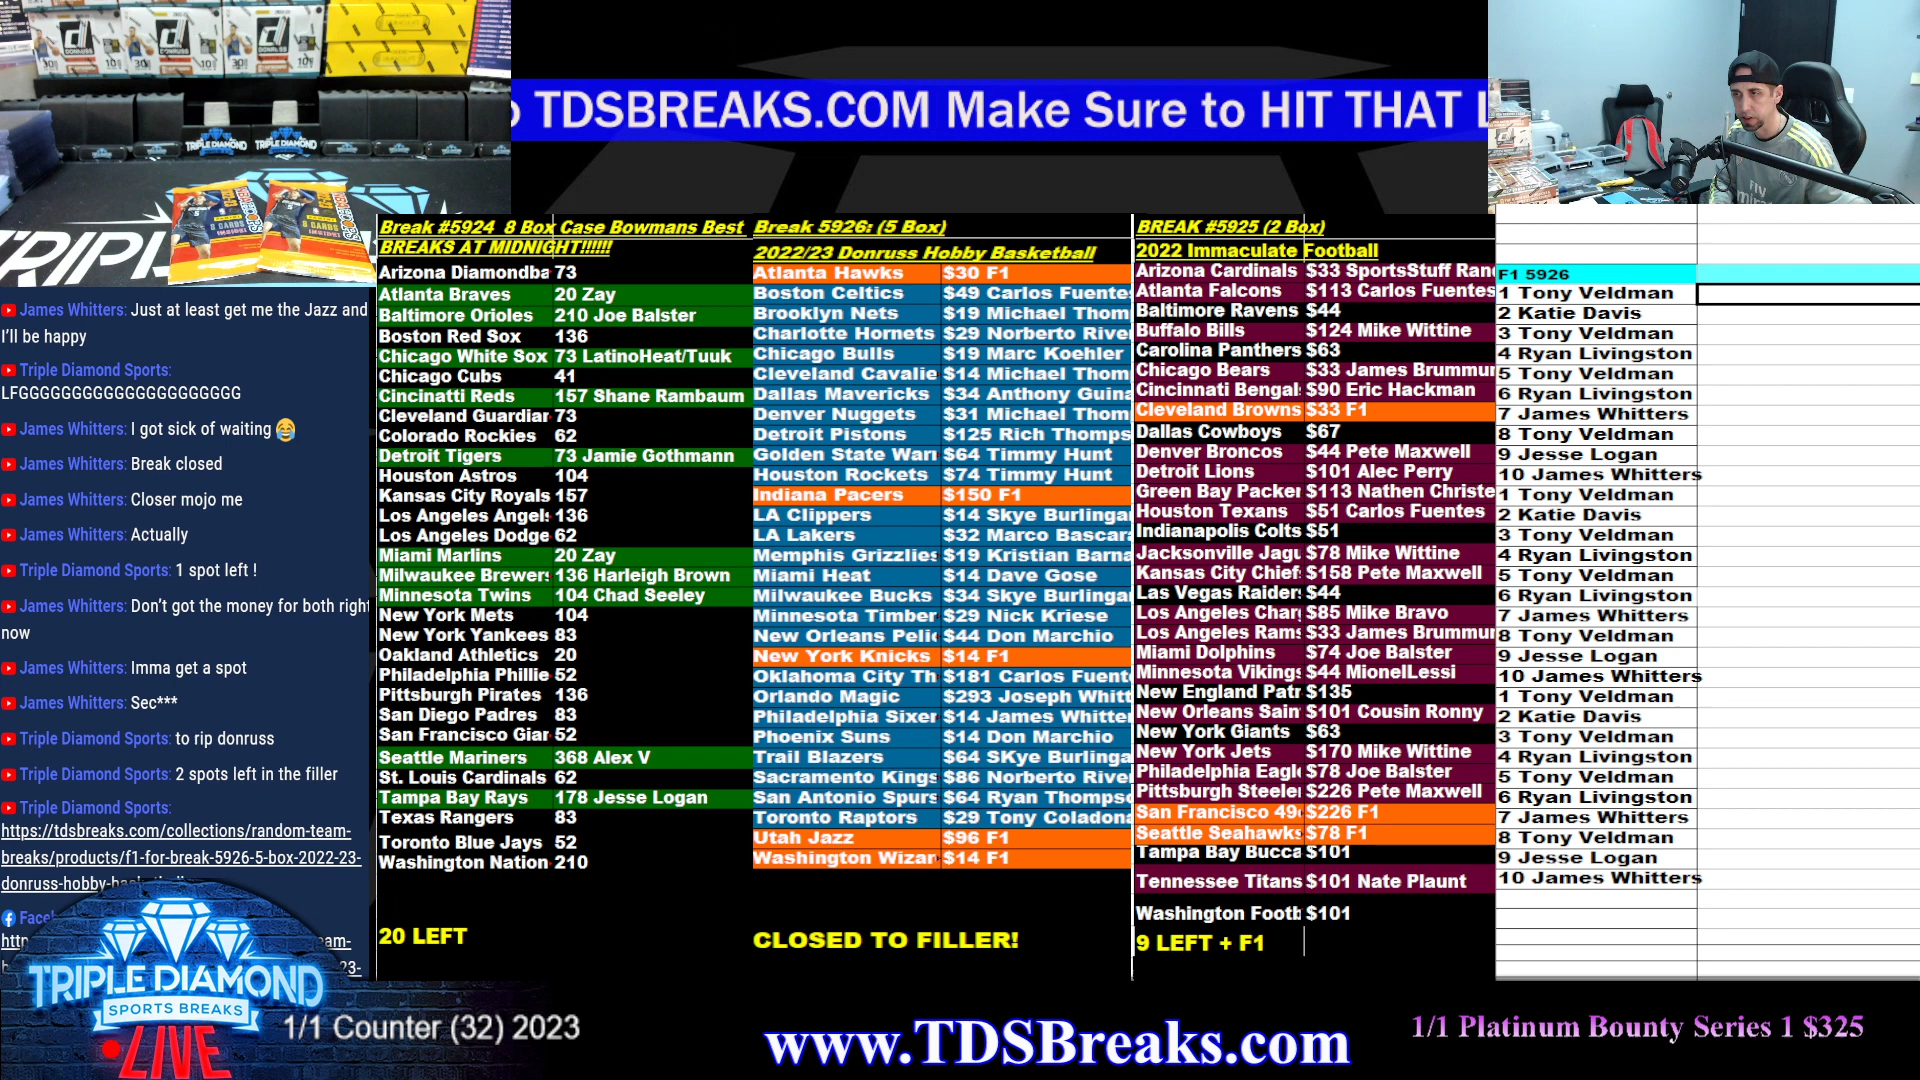 TDSBREAKS.COM Make Sure to HIT THAT
Break #5924 8 Box Case Bowmans Best
BREAKS AT MIDNIGHT!!!!!!
Arizona Diamondba 73
Atlanta Braves 20 Zay
Baltimore Orioles 210 Joe Balster
Boston Red Sox 136
Chicago White Sox 73 LatinoHeat/Tuuk
Chicago Cubs 41
Cincinatti Reds 157 Shane Rambaum
Cleveland Guardian 73
Colorado Rockies 62
Detroit Tigers 73 Jamie Gothmann
Houston Astros 104
Kansas City Royals 157
Los Angeles Angels 136
Los Angeles Dodge 62
Miami Marlins 20 Zay
Milwaukee Brewers 136 Harleigh Brown
Minnesota Twins 104 Chad Seeley
New York Mets 104
New York Yankees 83
Oakland Athletics 20
Philadelphia Phillie 52
Pittsburgh Pirates 136
San Diego Padres 83
San Francisco Gian 52
Seattle Mariners 368 Alex V
St. Louis Cardinals 62
Tampa Bay Rays 178 Jesse Logan
Texas Rangers 83
Toronto Blue Jays 52
Washington Nation 210
20 LEFT
Break 5926: (5 Box)
2022/23 Donruss Hobby Basketball
Atlanta Hawks $30 F1
Boston Celtics $49 Carlos Fuentes
Brooklyn Nets $19 Michael Thom
Charlotte Hornets $29 Norberto River
Chicago Bulls $19 Marc Koehler
Cleveland Cavalie $14 Michael Thom
Dallas Mavericks $34 Anthony Guina
Denver Nuggets $31 Michael Thom
Detroit Pistons $125 Rich Thomps
Golden State Warr $64 Timmy Hunt
Houston Rockets $74 Timmy Hunt
Indiana Pacers $150 F1
LA Clippers $14 Skye Burlinga
LA Lakers $32 Marco Bascara
Memphis Grizzlies $19 Kristian Barna
Miami Heat $14 Dave Gose
Milwaukee Bucks $34 Skye Burlinga
Minnesota Timber $29 Nick Kriese
New Orleans Pelic $44 Don Marchio
New York Knicks $14 F1
Oklahoma City Th $181 Carlos Fuent
Orlando Magic $293 Joseph Whitt
Philadelphia Sixer $14 James Whitter
Phoenix Suns $14 Don Marchio
Trail Blazers $64 SKye Burlinga
Sacramento Kings $86 Norberto River
San Antonio Spurs $64 Ryan Thompso
Toronto Raptors $29 Tony Coladona
Utah Jazz $96 F1
Washington Wizar $14 F1
CLOSED TO FILLER!
BREAK #5925 (2 Box)
2022 Immaculate Football
Arizona Cardinals $33 SportsStuff Ran
Atlanta Falcons $113 Carlos Fuentes
Baltimore Ravens $44
Buffalo Bills $124 Mike Wittine
Carolina Panthers $63
Chicago Bears $33 James Brummur
Cincinnati Bengal $90 Eric Hackman
Cleveland Browns $33 F1
Dallas Cowboys $67
Denver Broncos $44 Pete Maxwell
Detroit Lions $101 Alec Perry
Green Bay Packer $113 Nathen Christe
Houston Texans $51 Carlos Fuentes
Indianapolis Colts $51
Jacksonville Jagu $78 Mike Wittine
Kansas City Chief $158 Pete Maxwell
Las Vegas Raider $44
Los Angeles Char $85 Mike Bravo
Los Angeles Rams $33 James Brummur
Miami Dolphins $74 Joe Balster
Minnesota Vikings $44 MionelLessi
New England Patr $135
New Orleans Sain $101 Cousin Ronny
New York Giants $63
New York Jets $170 Mike Wittine
Philadelphia Eagl $78 Joe Balster
Pittsburgh Steeler $226 Pete Maxwell
San Francisco 49 $226 F1
Seattle Seahawks $78 F1
Tampa Bay Bucca $101
Tennessee Titans $101 Nate Plaunt
Washington Footb $101
9 LEFT + F1
F1 5926
1 Tony Veldman
2 Katie Davis
3 Tony Veldman
4 Ryan Livingston
5 Tony Veldman
6 Ryan Livingston
7 James Whitters
8 Tony Veldman
9 Jesse Logan
10 James Whitters
1 Tony Veldman
2 Katie Davis
3 Tony Veldman
4 Ryan Livingston
5 Tony Veldman
6 Ryan Livingston
7 James Whitters
8 Tony Veldman
9 Jesse Logan
10 James Whitters
1 Tony Veldman
2 Katie Davis
3 Tony Veldman
4 Ryan Livingston
5 Tony Veldman
6 Ryan Livingston
7 James Whitters
8 Tony Veldman
9 Jesse Logan
10 James Whitters
James Whitters: Just at least get me the Jazz and
I'll be happy
Triple Diamond Sports:
LFGGGGGGGGGGGGGGGGGGGGG
James Whitters: I got sick of waiting 😂
James Whitters: Break closed
James Whitters: Closer mojo me
James Whitters: Actually
Triple Diamond Sports: 1 spot left !
James Whitters: Don't got the money for both right
now
James Whitters: Imma get a spot
James Whitters: Sec***
Triple Diamond Sports: to rip donruss
Triple Diamond Sports: 2 spots left in the filler
Triple Diamond Sports:
https://tdsbreaks.com/collections/random-team-
breaks/products/f1-for-break-5926-5-box-2022-23-
donruss-hobby-
TRIPLE DIAMOND
SPORTS BREAKS
LIVE
1/1 Counter (32) 2023
www.TDSBreaks.com
1/1 Platinum Bounty Series 1 $325